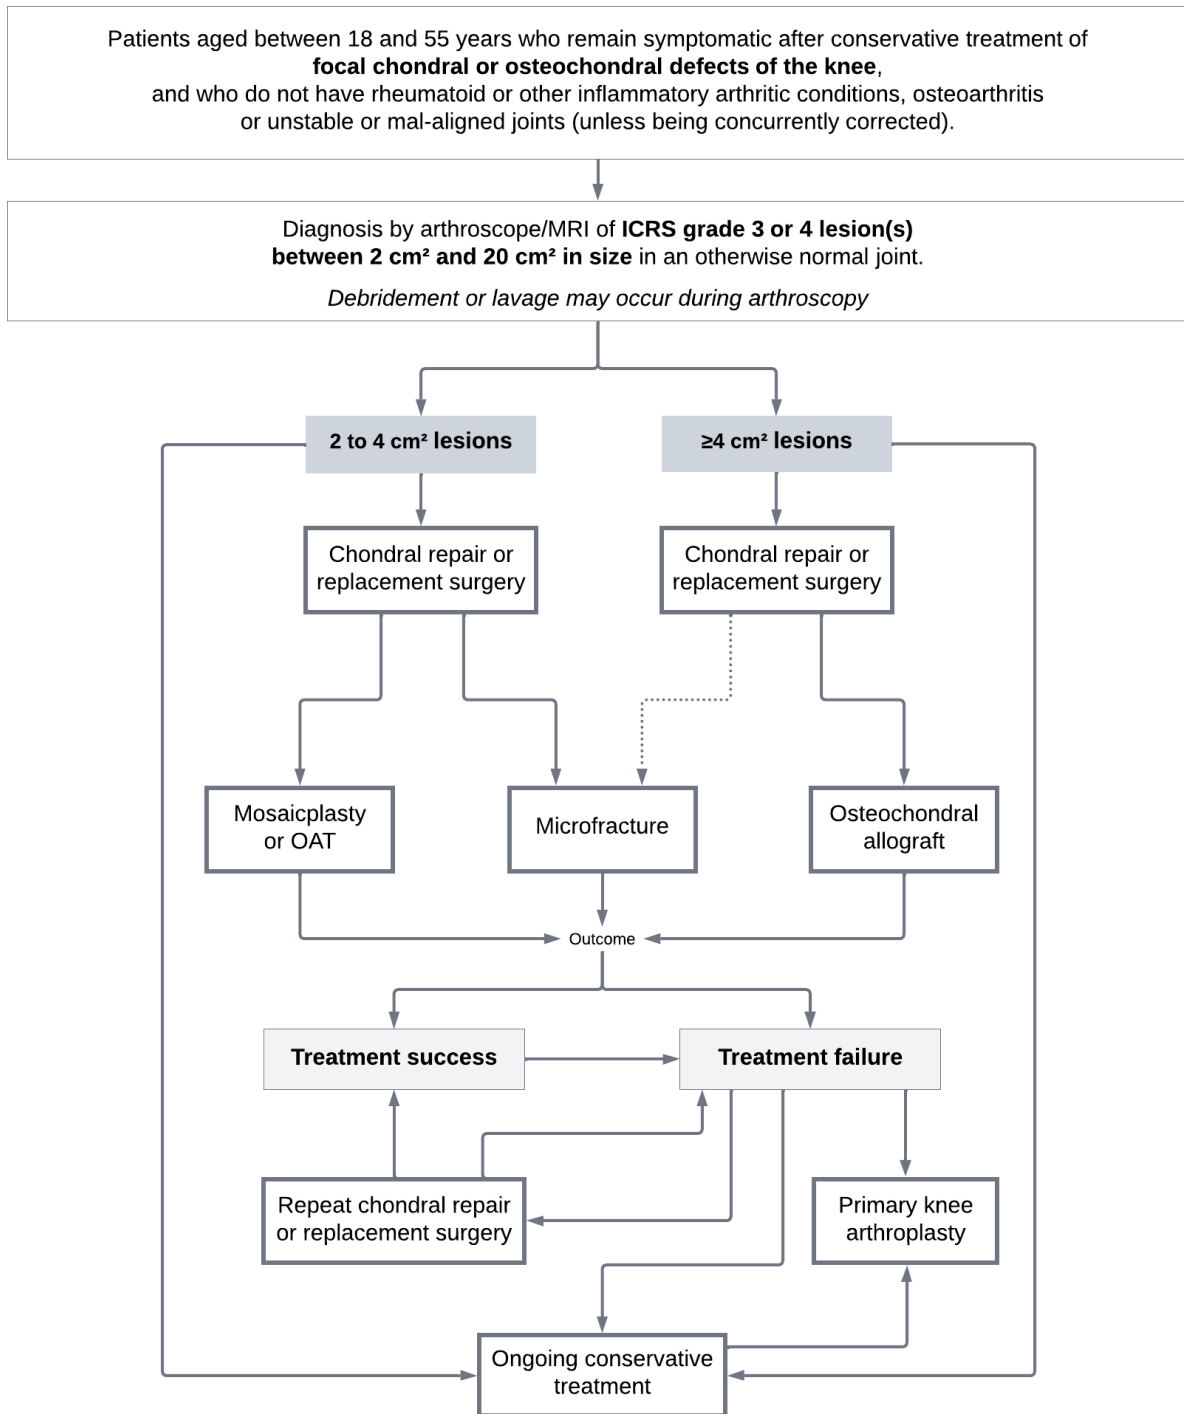 Patients aged between 18 and 55 years who remain symptomatic after conservative treatment of
focal chondral or osteochondral defects of the knee,
and who do not have rheumatoid or other inflammatory arthritic conditions, osteoarthritis
or unstable or mal-aligned joints (unless being concurrently corrected).
Diagnosis by arthroscope/MRI of ICRS grade 3 or 4 lesion(s)
between 2 cm² and 20 cm² in size in an otherwise normal joint.
Debridement or lavage may occur during arthroscopy
2 to 4 cm² lesions
≥4 cm² lesions
Chondral repair or
replacement surgery
Chondral repair or
replacement surgery
Mosaicplasty
or OAT
Microfracture
Osteochondral
allograft
Outcome
Treatment success
Treatment failure
Repeat chondral repair
or replacement surgery
Primary knee
arthroplasty
Ongoing conservative
treatment